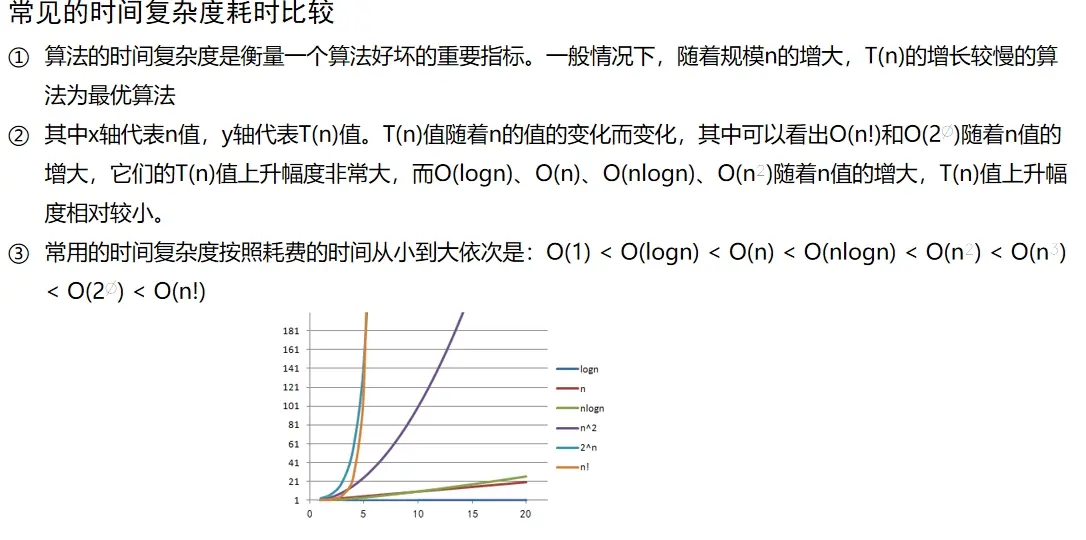 常见的时间复杂度耗时比较
① 算法的时间复杂度是衡量一个算法好坏的重要指标。一般情况下，随着规模n的增大，T(n)的增长较慢的算
法为最优算法
② 其中x轴代表n值，y轴代表T(n)值。T(n)值随着n的值的变化而变化，其中可以看出O(n!)和O(2∅)随着n值的
增大，它们的T(n)值上升幅度非常大，而O(logn)、O(n)、O(nlogn)、O(n²)随着n值的增大，T(n)值上升幅
度相对较小。
③ 常用的时间复杂度按照耗费的时间从小到大依次是：O(1) < O(logn) < O(n) < O(nlogn) < O(n²) < O(n³)
< O(2∅) < O(n!)
181
161
141
121
101
81
61
41
21
1
0 5 10 15 20
logn
n
nlogn
n^2
2^n
n!